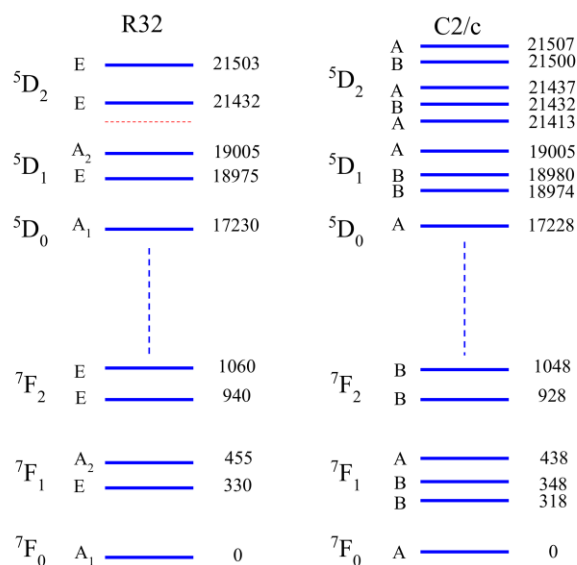 R32 C2/c
⁵D₂ E 21503
E 21432
⁵D₁ A₂ 19005
E 18975
⁵D₀ A₁ 17230
⁷F₂ E 1060
E 940
⁷F₁ A₂ 455
E 330
⁷F₀ A₁ 0
⁵D₂ A 21507
B 21500
A 21437
B 21432
A 21413
⁵D₁ A 19005
B 18980
B 18974
⁵D₀ A 17228
⁷F₂ B 1048
B 928
⁷F₁ A 438
B 348
B 318
⁷F₀ A 0